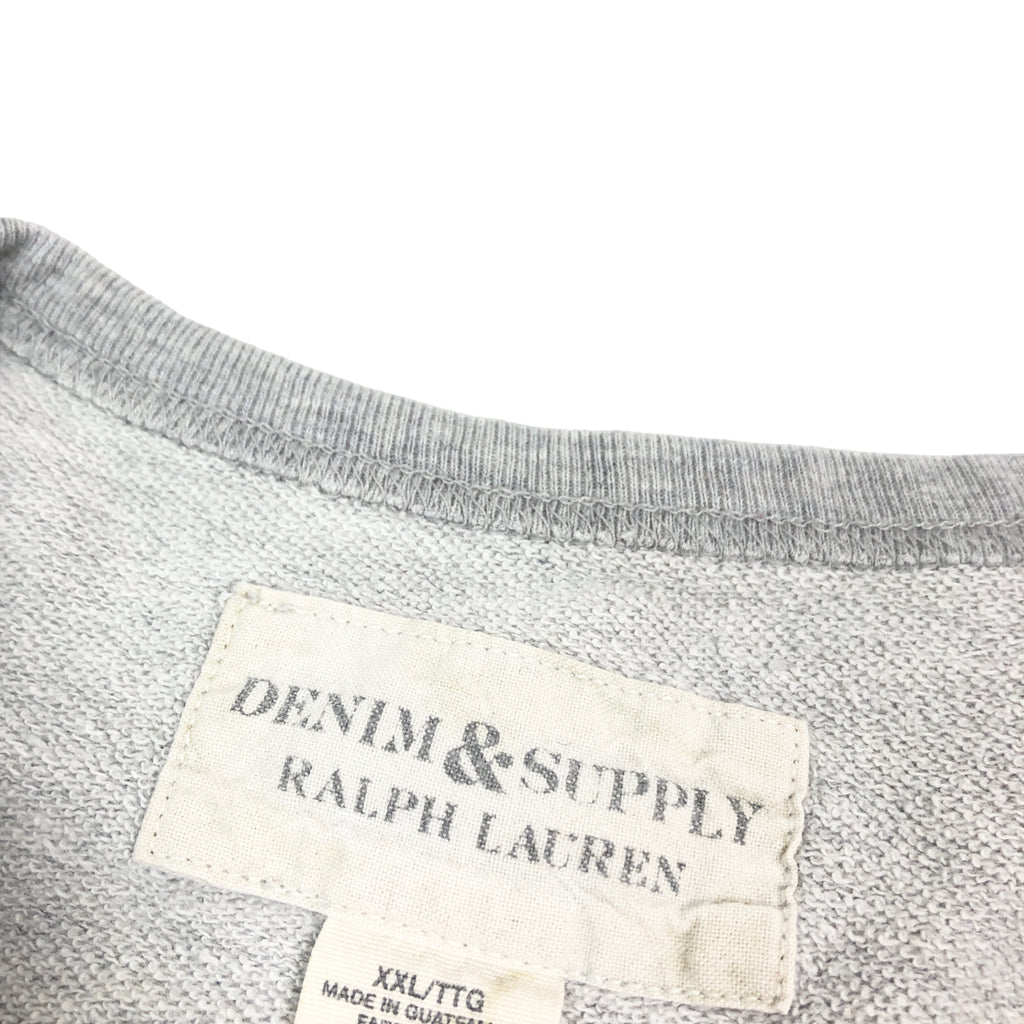 DENIM & SUPPLY
RALPH LAUREN
XXL/TTG
MADE IN